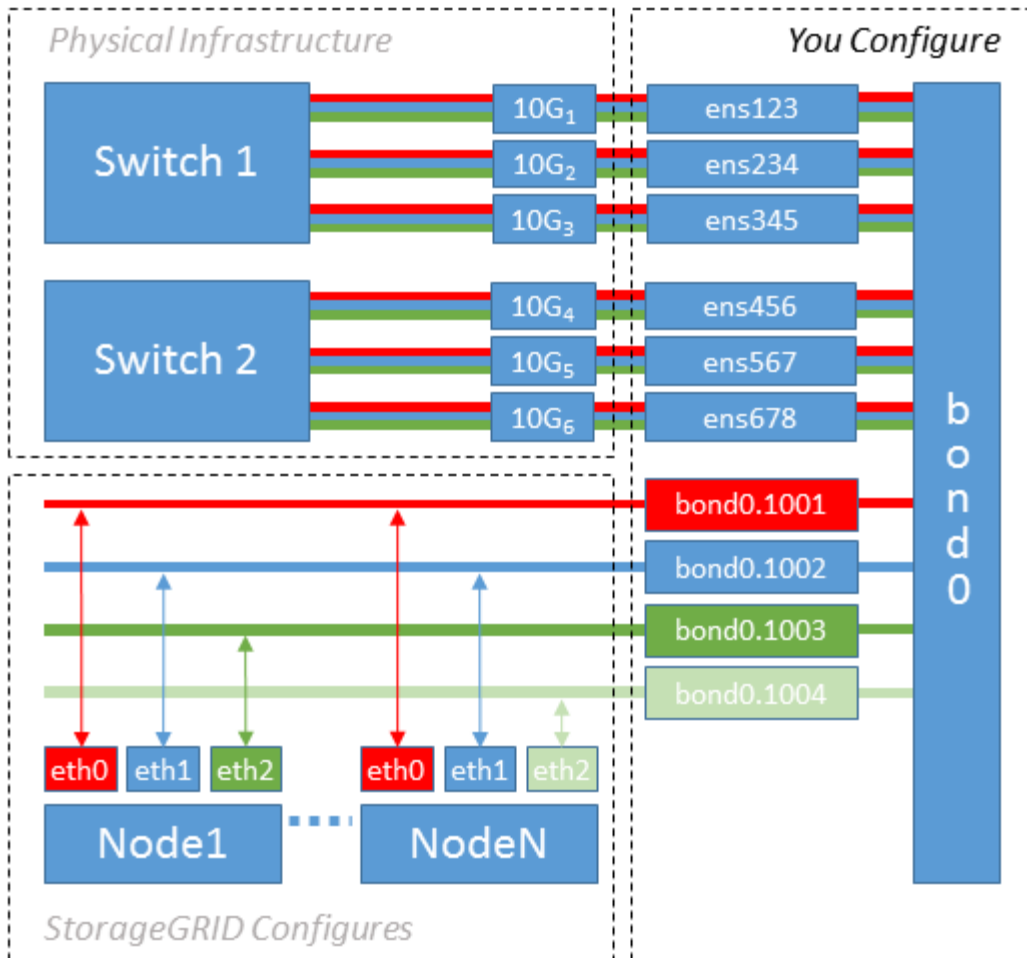 Physical Infrastructure
You Configure
Switch 1
10G₁
ens123
10G₂
ens234
10G₃
ens345
Switch 2
10G₄
ens456
10G₅
ens567
10G₆
ens678
bond0
bond0.1001
bond0.1002
bond0.1003
bond0.1004
eth0 eth1 eth2
eth0 eth1 eth2
Node1
NodeN
StorageGRID Configures